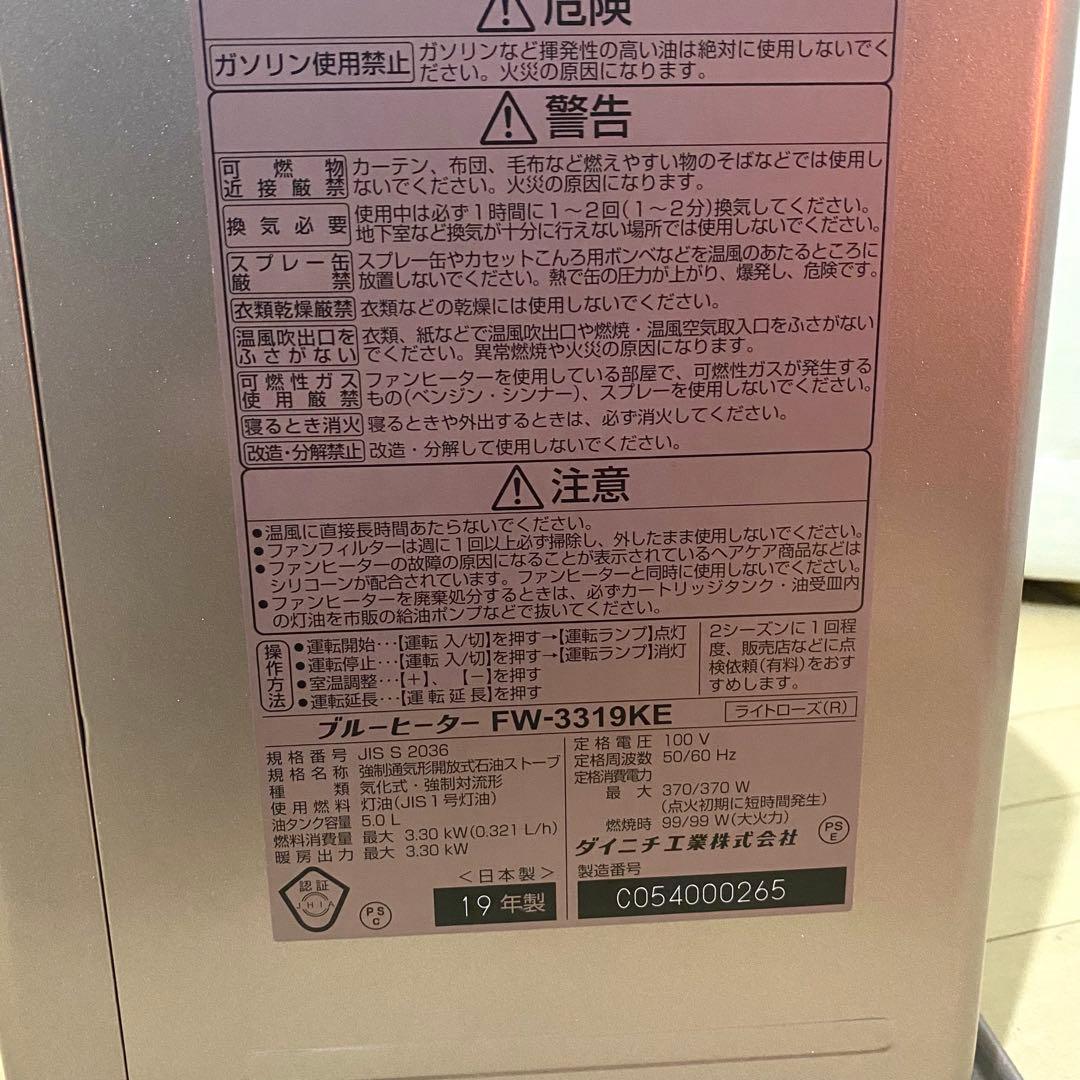 危険
ガソリン使用禁止
ガソリンなど揮発性の高い油は絶対に使用しないでく
ださい。火災の原因になります。
警告
可燃物
近接厳禁
カーテン、布団、毛布など燃えやすい物のそばなどでは使用し
ないでください。火災の原因になります。
換気必要
使用中は必ず1時間に1～2回(1～2分)換気してください。
地下室など換気が十分に行えない場所では使用しないでください。
スプレー缶
厳禁
スプレー缶やカセットこんろ用ボンベなどを温風のあたるところに
放置しないでください。熱で缶の圧力が上がり、爆発し、危険です。
衣類乾燥厳禁
衣類などの乾燥には使用しないでください。
温風吹出口を
ふさがない
衣類、紙などで温風吹出口や燃焼・温風空気取入口をふさがない
でください。異常燃焼や火災の原因になります。
可燃性ガス
使用厳禁
ファンヒーターを使用している部屋で、可燃性ガスが発生する
もの(ベンジン・シンナー)、スプレーを使用しないでください。
寝るとき消火
寝るときや外出するときは、必ず消火してください。
改造・分解禁止
改造・分解して使用しないでください。
注意
●温風に直接長時間あたらないでください。
●ファンフィルターは週に1回以上必ず掃除し、外したまま使用しないでください。
●ファンヒーターの故障の原因になることが表示されているヘアケア商品などは
シリコーンが配合されています。ファンヒーターと同時に使用しないでください。
●ファンヒーターを廃棄処分するときは、必ずカートリッジタンク・油受皿内
の灯油を市販の給油ポンプなどで抜いてください。
操作方法
●運転開始…【運転 入/切】を押す→【運転ランプ】点灯
●運転停止…【運転 入/切】を押す→【運転ランプ】消灯
●室温調整…【+】、【-】を押す
●運転延長…【運転延長】を押す
2シーズンに1回程
度、販売店などに点
検依頼(有料)をおす
すめします。
ブルーヒーター FW-3319KE
ライトローズ(R)
規格番号 JIS S 2036
規格名称 強制通気形開放式石油ストーブ
種類 気化式・強制対流形
使用燃料 灯油(JIS1号灯油)
油タンク容量 5.0 L
燃料消費量 最大 3.30 kW(0.321 L/h)
暖房出力 最大 3.30 kW
定格電圧 100 V
定格周波数 50/60 Hz
定格消費電力
最大 370/370 W
(点火初期に短時間発生)
燃焼時 99/99 W(大火力)
ダイニチ工業株式会社
PS
E
認証
JHIA
PS
C
<日本製>
19年製
製造番号
C054000265